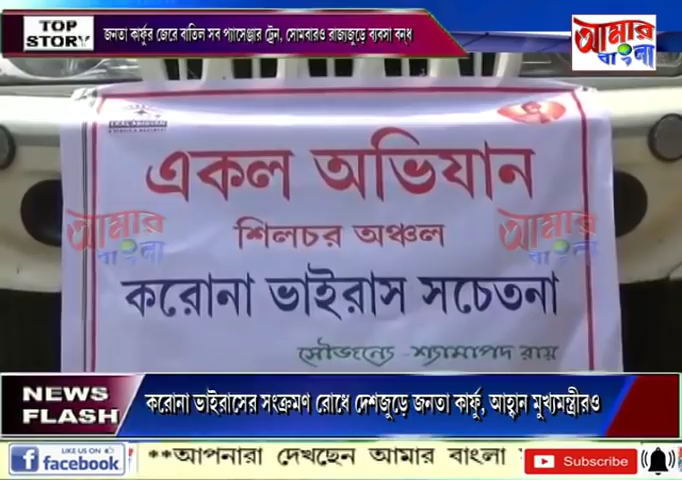 TOP STORY
জনতা কার্ফুর জেরে বাতিল সব প্যাসেঞ্জার ট্রেন, সোমবারও রাজ্যজুড়ে ব্যবসা বন্ধ
আমার বাংলা
একল অভিযান
শিলচর অঞ্চল
আমার বাংলা
আমার বাংলা
করোনা ভাইরাস সচেতনা
সৌজন্যে -শ্যামাপদ রায়
NEWS FLASH
করোনা ভাইরাসের সংক্রমণ রোধে দেশজুড়ে জনতা কার্ফু, আহ্বান মুখ্যমন্ত্রীরও
LIKE US ON
facebook
**আপনারা দেখছেন আমার বাংলা
Subscribe